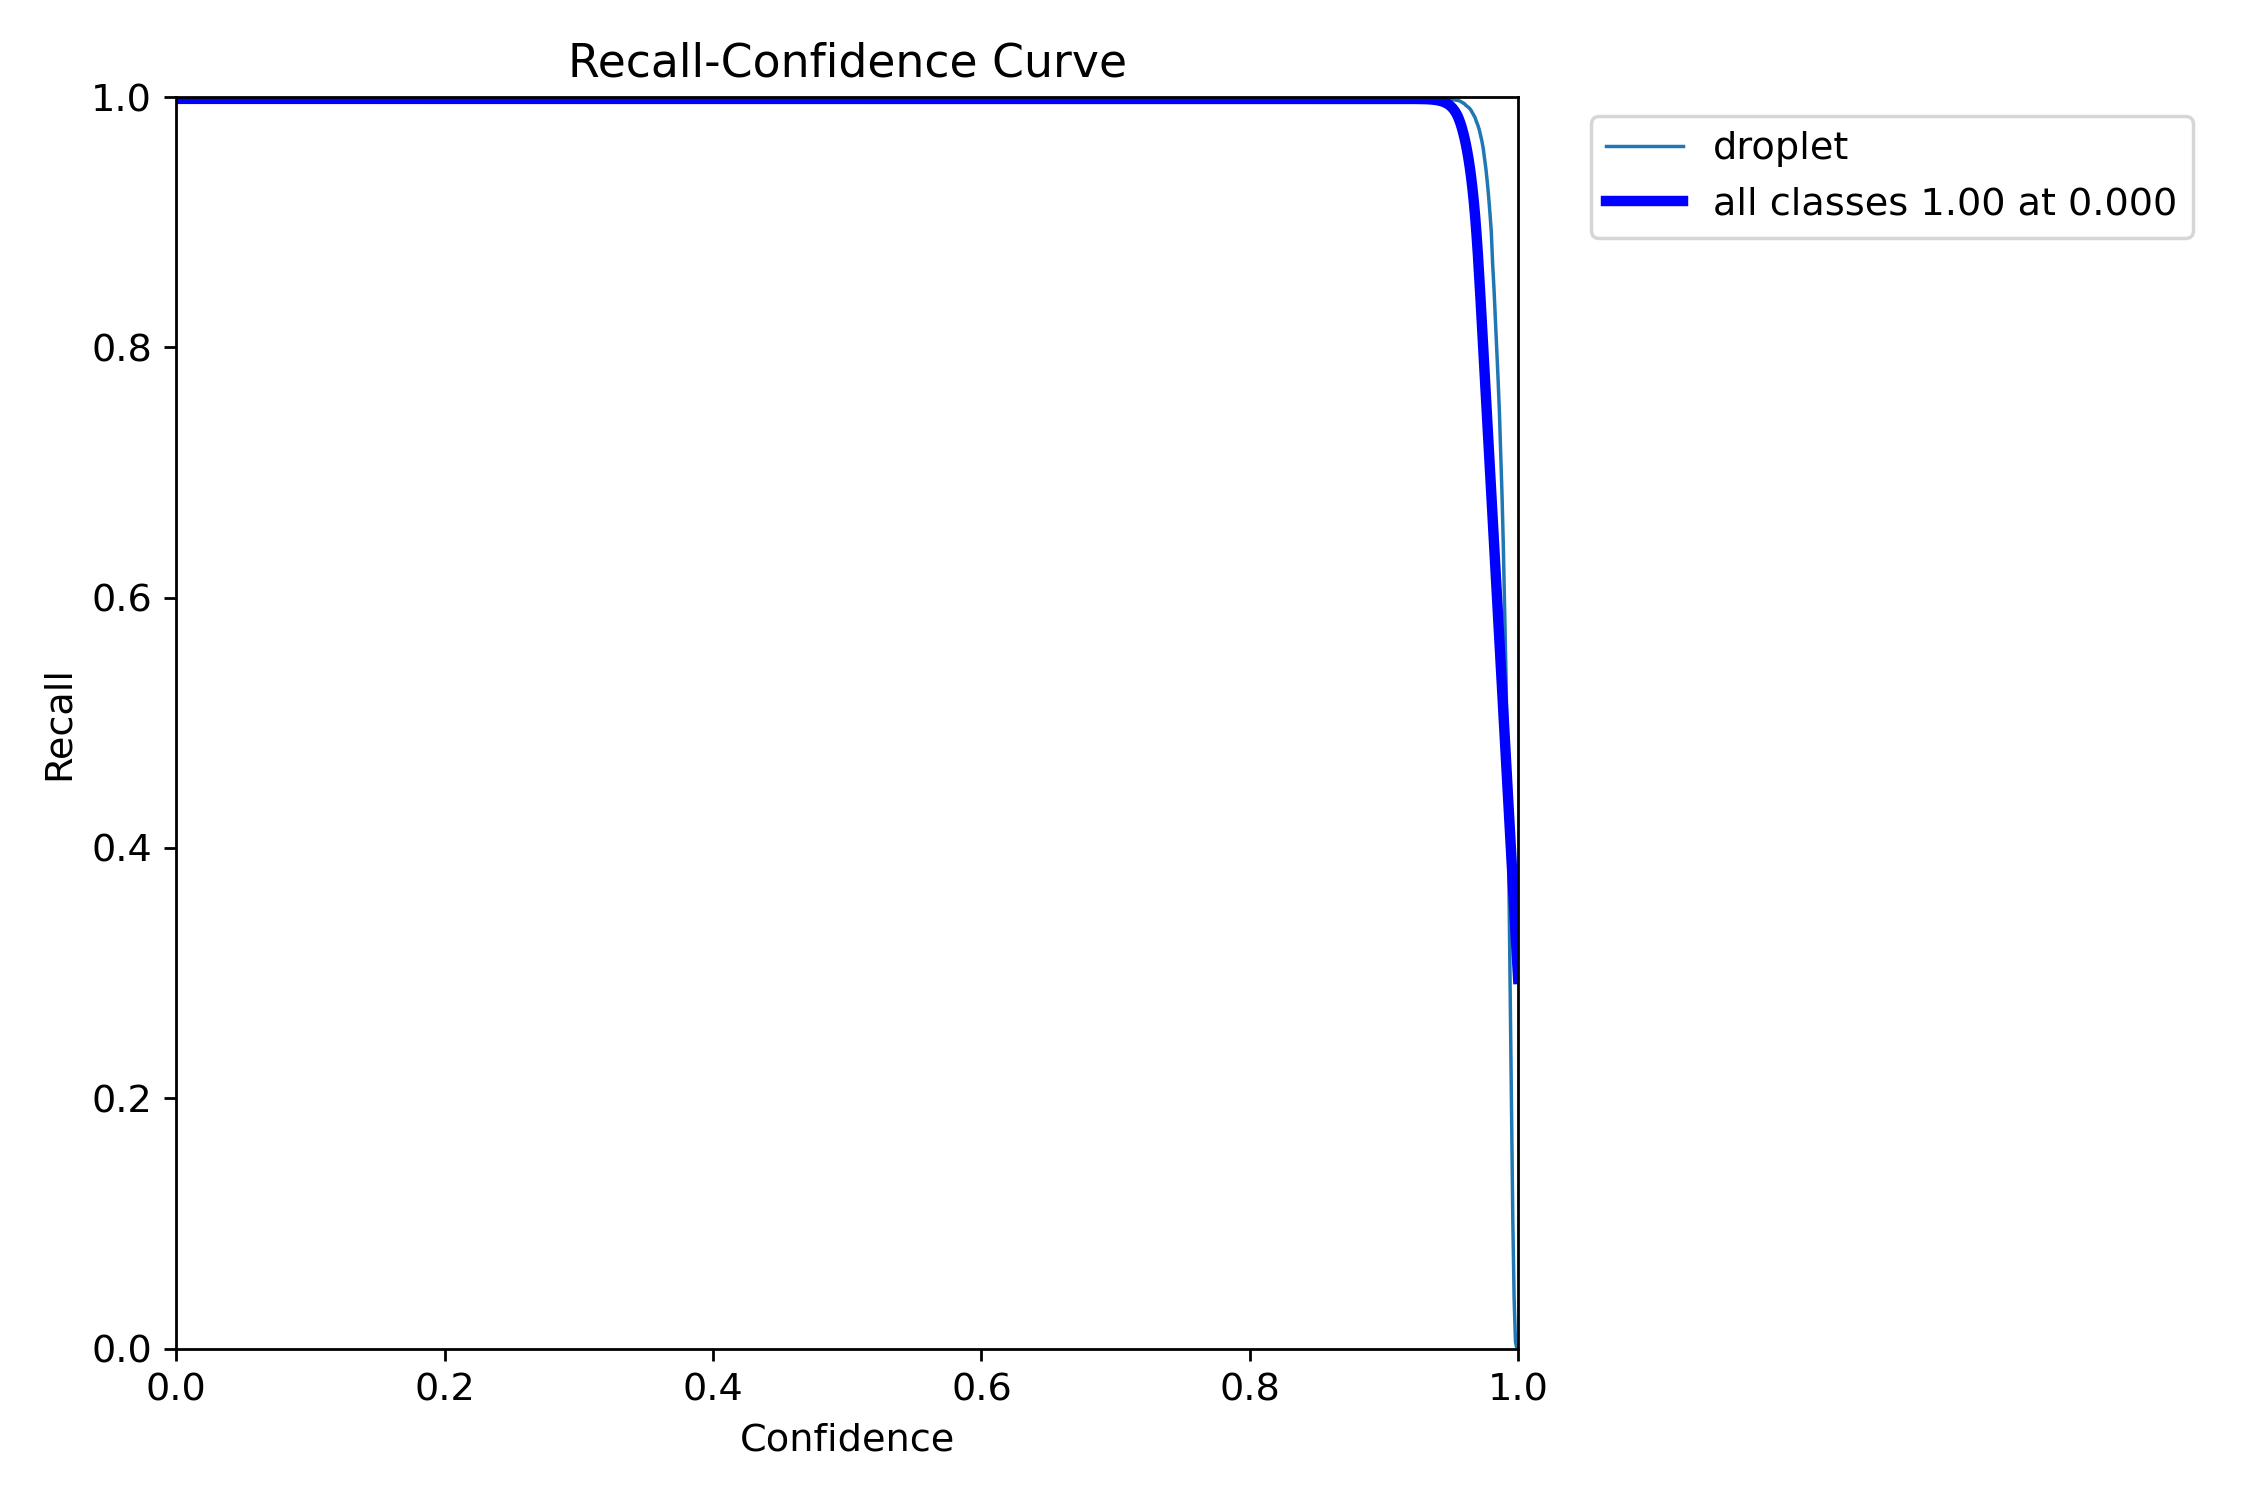 Recall-Confidence Curve
1.0
0.8
0.6
0.4
0.2
0.0
Recall
0.0 0.2 0.4 0.6 0.8 1.0
Confidence
droplet
all classes 1.00 at 0.000